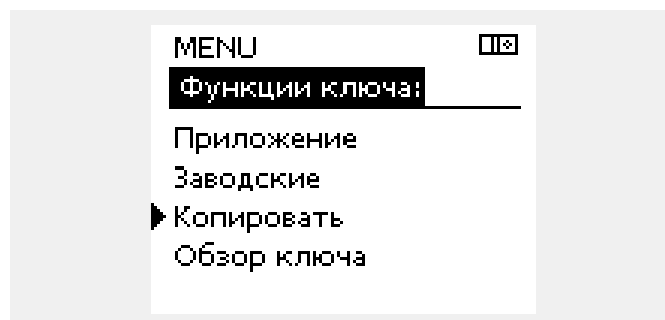 MENU
Функции ключа:
Приложение
Заводские
Копировать
Обзор ключа